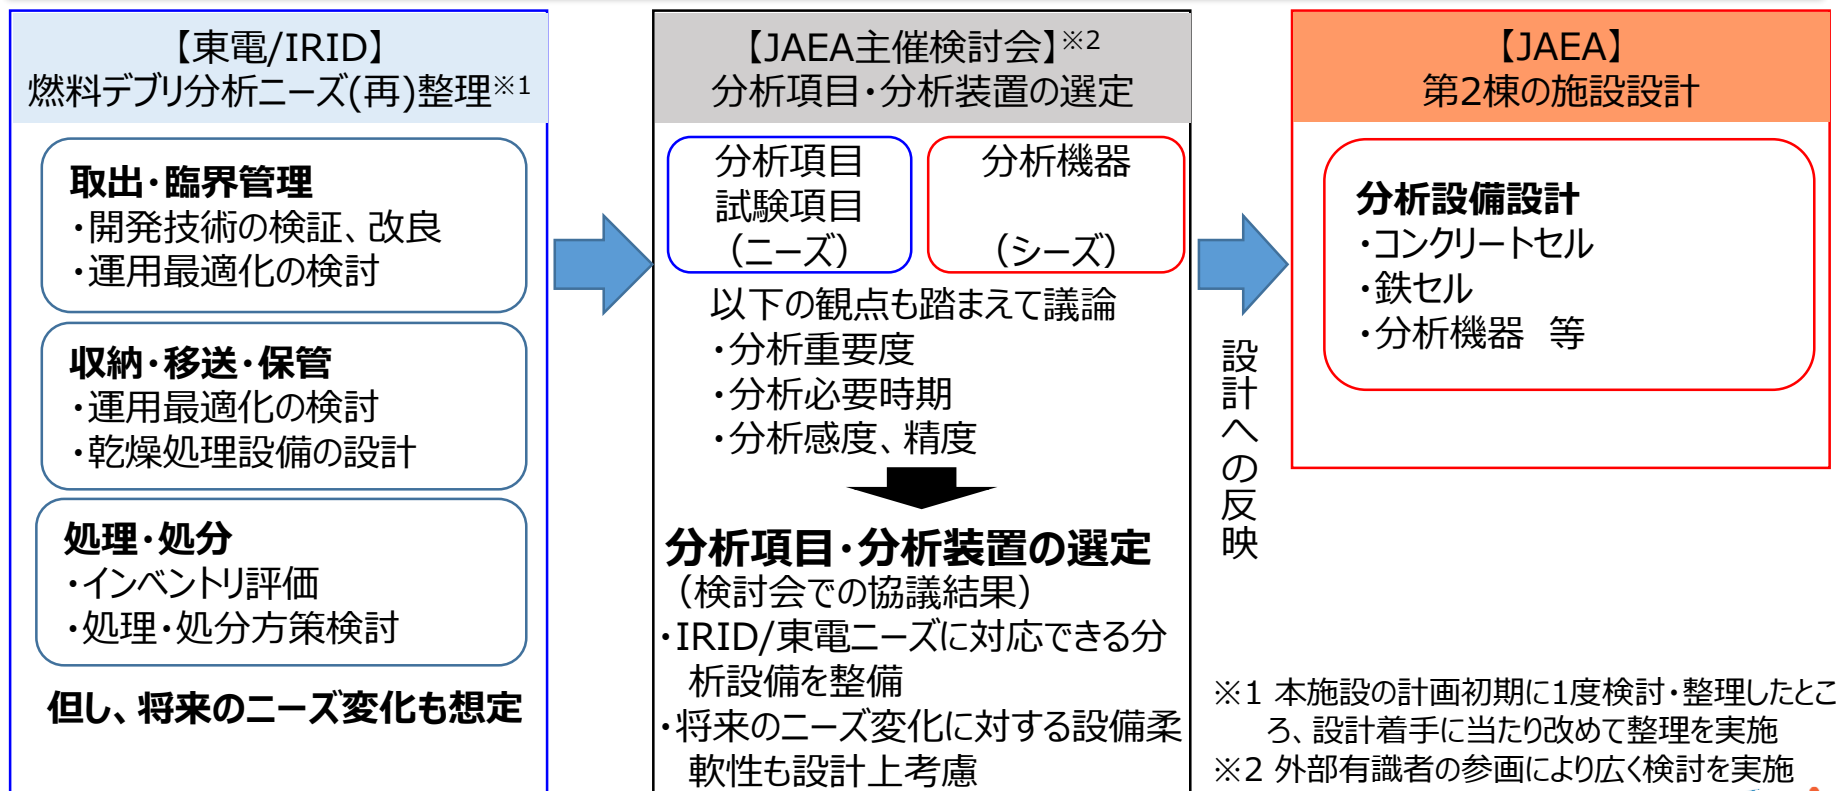 【東電/IRID】
燃料デブリ分析ニーズ(再)整理※1
取出・臨界管理
・開発技術の検証、改良
・運用最適化の検討
収納・移送・保管
・運用最適化の検討
・乾燥処理設備の設計
処理・処分
・インベントリ評価
・処理・処分方策検討
但し、将来のニーズ変化も想定
【JAEA主催検討会】※2
分析項目・分析装置の選定
分析項目
試験項目
(ニーズ)
分析機器
(シーズ)
以下の観点も踏まえて議論
・分析重要度
・分析必要時期
・分析感度、精度
分析項目・分析装置の選定
(検討会での協議結果)
・IRID/東電ニーズに対応できる分
析設備を整備
・将来のニーズ変化に対する設備柔
軟性も設計上考慮
設計への反映
【JAEA】
第2棟の施設設計
分析設備設計
・コンクリートセル
・鉄セル
・分析機器 等
※1 本施設の計画初期に1度検討・整理したとこ
ろ、設計着手に当たり改めて整理を実施
※2 外部有識者の参画により広く検討を実施